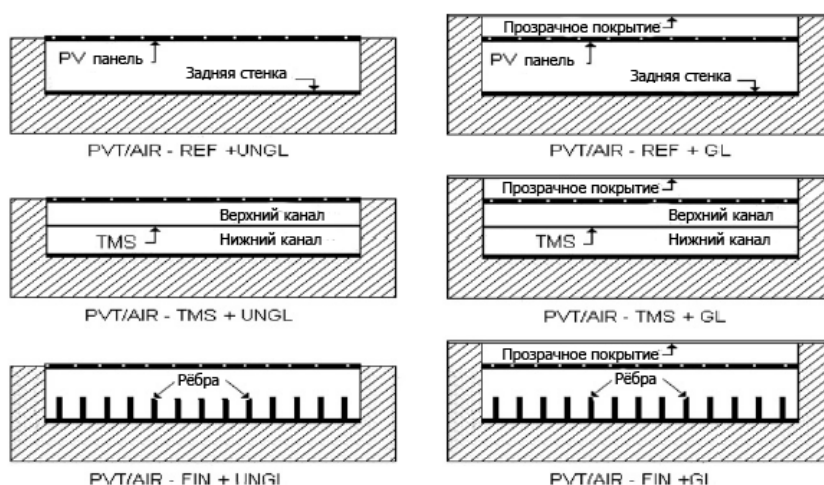 PV панель
Задняя стенка
PVT/AIR - REF +UNGL
Прозрачное покрытие
PV панель
Задняя стенка
PVT/AIR - REF + GL
Верхний канал
TMS
Нижний канал
PVT/AIR - TMS + UNGL
Прозрачное покрытие
Верхний канал
TMS
Нижний канал
PVT/AIR - TMS + GL
Рёбра
PVT/AIR - FIN + UNGL
Прозрачное покрытие
Рёбра
PVT/AIR - FIN +GL